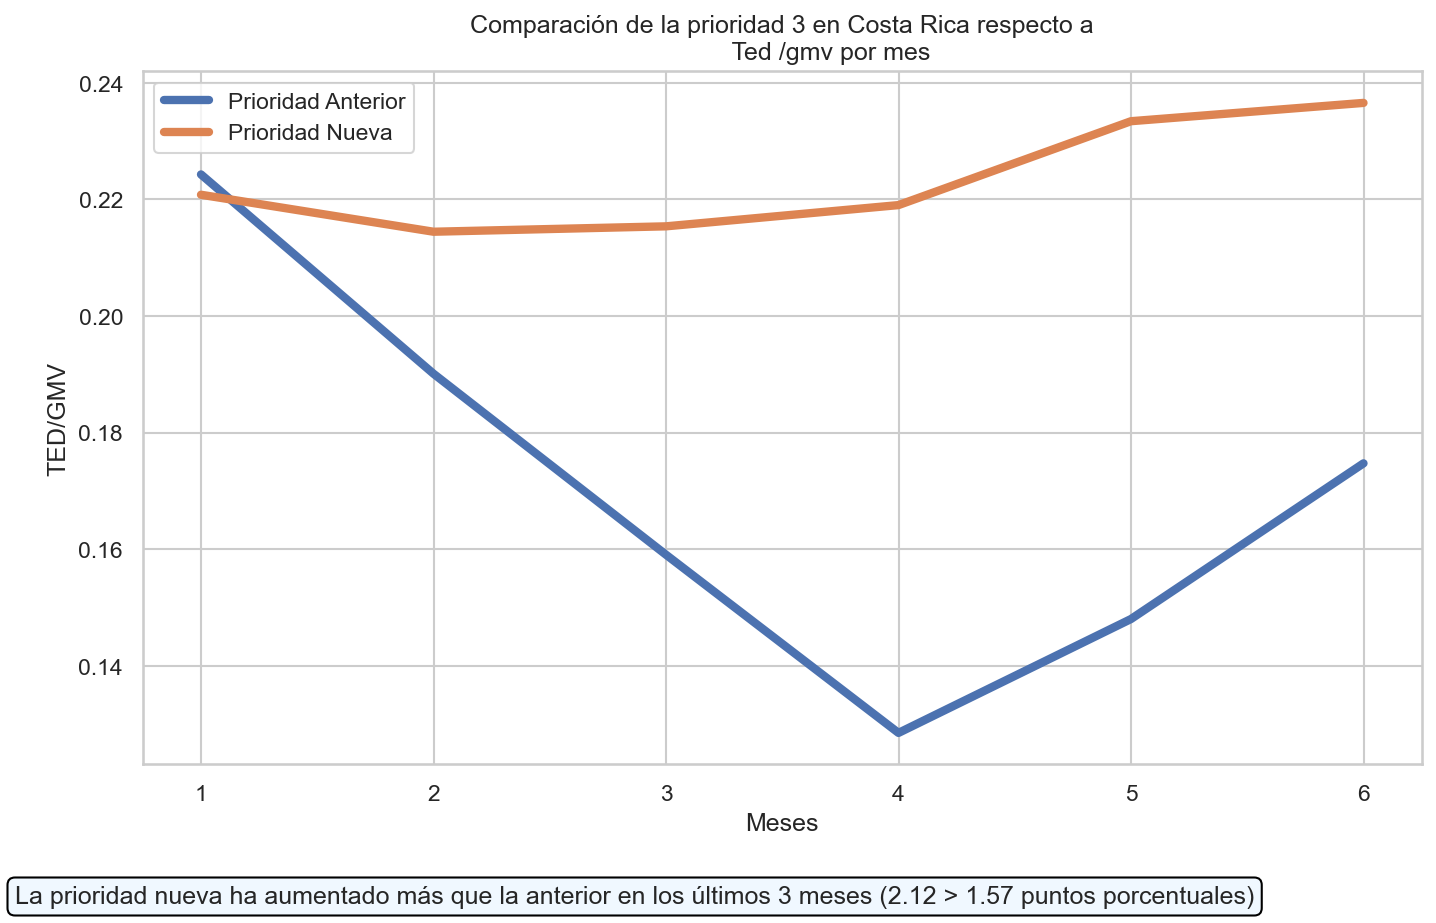 Comparación de la prioridad 3 en Costa Rica respecto a
Ted /gmv por mes
Prioridad Anterior
Prioridad Nueva
TED/GMV
0.24
0.22
0.20
0.18
0.16
0.14
1 2 3 4 5 6
Meses
La prioridad nueva ha aumentado más que la anterior en los últimos 3 meses (2.12 > 1.57 puntos porcentuales)